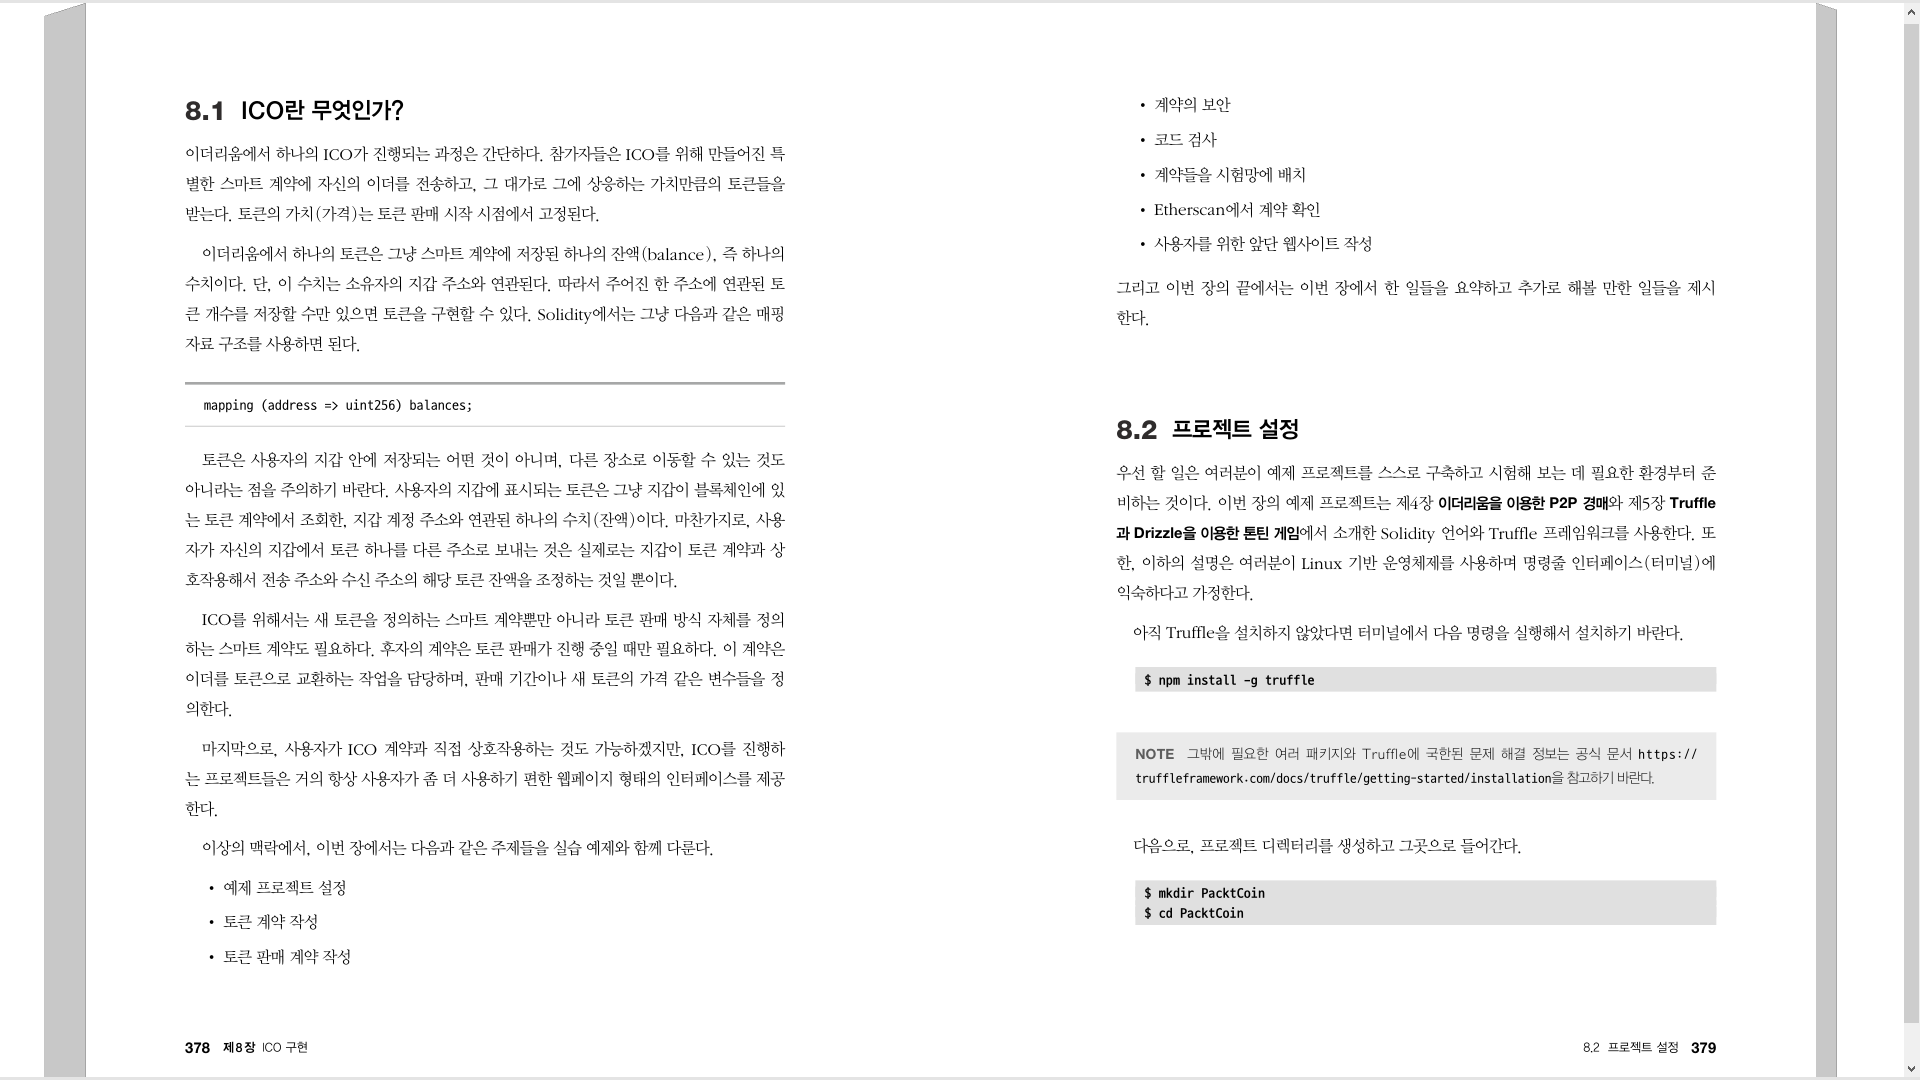 8.1 ICO란 무엇인가?
이더리움에서 하나의 ICO가 진행되는 과정은 간단하다. 참가자들은 ICO를 위해 만들어진 특
별한 스마트 계약에 자신의 이더를 전송하고, 그 대가로 그에 상응하는 가치만큼의 토큰들을
받는다. 토큰의 가치(가격)는 토큰 판매 시작 시점에서 고정된다.
이더리움에서 하나의 토큰은 그냥 스마트 계약에 저장된 하나의 잔액(balance), 즉 하나의
수치이다. 단, 이 수치는 소유자의 지갑 주소와 연관된다. 따라서 주어진 한 주소에 연관된 토
큰 개수를 저장할 수만 있으면 토큰을 구현할 수 있다. Solidity에서는 그냥 다음과 같은 매핑
자료 구조를 사용하면 된다.
mapping (address => uint256) balances;
토큰은 사용자의 지갑 안에 저장되는 어떤 것이 아니며, 다른 장소로 이동할 수 있는 것도
아니라는 점을 주의하기 바란다. 사용자의 지갑에 표시되는 토큰은 그냥 지갑이 블록체인에 있
는 토큰 계약에서 조회한, 지갑 계정 주소와 연관된 하나의 수치(잔액)이다. 마찬가지로, 사용
자가 자신의 지갑에서 토큰 하나를 다른 주소로 보내는 것은 실제로는 지갑이 토큰 계약과 상
호작용해서 전송 주소와 수신 주소의 해당 토큰 잔액을 조정하는 것일 뿐이다.
ICO를 위해서는 새 토큰을 정의하는 스마트 계약뿐만 아니라 토큰 판매 방식 자체를 정의
하는 스마트 계약도 필요하다. 후자의 계약은 토큰 판매가 진행 중일 때만 필요하다. 이 계약은
이더를 토큰으로 교환하는 작업을 담당하며, 판매 기간이나 새 토큰의 가격 같은 변수들을 정
의한다.
마지막으로, 사용자가 ICO 계약과 직접 상호작용하는 것도 가능하겠지만, ICO를 진행하
는 프로젝트들은 거의 항상 사용자가 좀 더 사용하기 편한 웹페이지 형태의 인터페이스를 제공
한다.
이상의 맥락에서, 이번 장에서는 다음과 같은 주제들을 실습 예제와 함께 다룬다.
• 예제 프로젝트 설정
• 토큰 계약 작성
• 토큰 판매 계약 작성
378 제8장 ICO 구현
• 계약의 보안
• 코드 검사
• 계약들을 시험망에 배치
• Etherscan에서 계약 확인
• 사용자를 위한 앞단 웹사이트 작성
그리고 이번 장의 끝에서는 이번 장에서 한 일들을 요약하고 추가로 해볼 만한 일들을 제시
한다.
8.2 프로젝트 설정
우선 할 일은 여러분이 예제 프로젝트를 스스로 구축하고 시험해 보는 데 필요한 환경부터 준
비하는 것이다. 이번 장의 예제 프로젝트는 제4장 이더리움을 이용한 P2P 경매와 제5장 Truffle
과 Drizzle을 이용한 톤틴 게임에서 소개한 Solidity 언어와 Truffle 프레임워크를 사용한다. 또
한, 이하의 설명은 여러분이 Linux 기반 운영체제를 사용하며 명령줄 인터페이스(터미널)에
익숙하다고 가정한다.
아직 Truffle을 설치하지 않았다면 터미널에서 다음 명령을 실행해서 설치하기 바란다.
$ npm install -g truffle
NOTE 그밖에 필요한 여러 패키지와 Truffle에 국한된 문제 해결 정보는 공식 문서 https://
truffleframework.com/docs/truffle/getting-started/installation을 참고하기 바란다.
다음으로, 프로젝트 디렉터리를 생성하고 그곳으로 들어간다.
$ mkdir PacktCoin
$ cd PacktCoin
8.2 프로젝트 설정 379